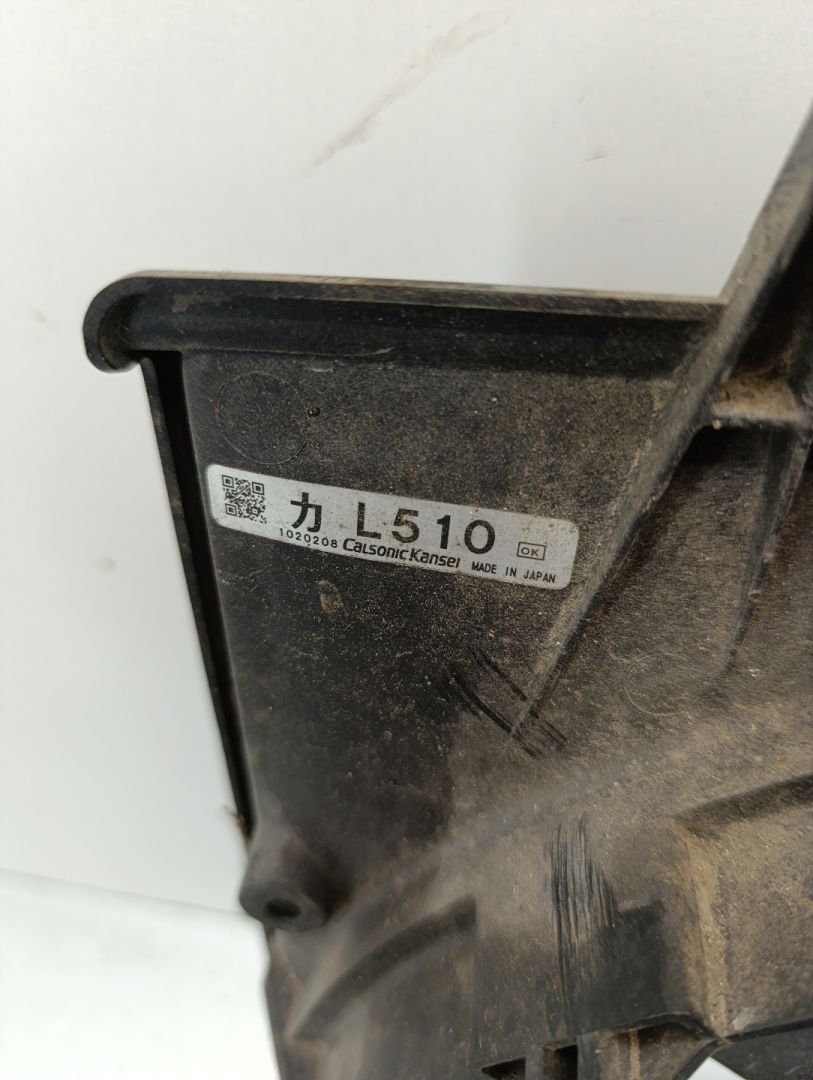 カ L510 OK
1020208 CalsonicKansei MADE IN JAPAN